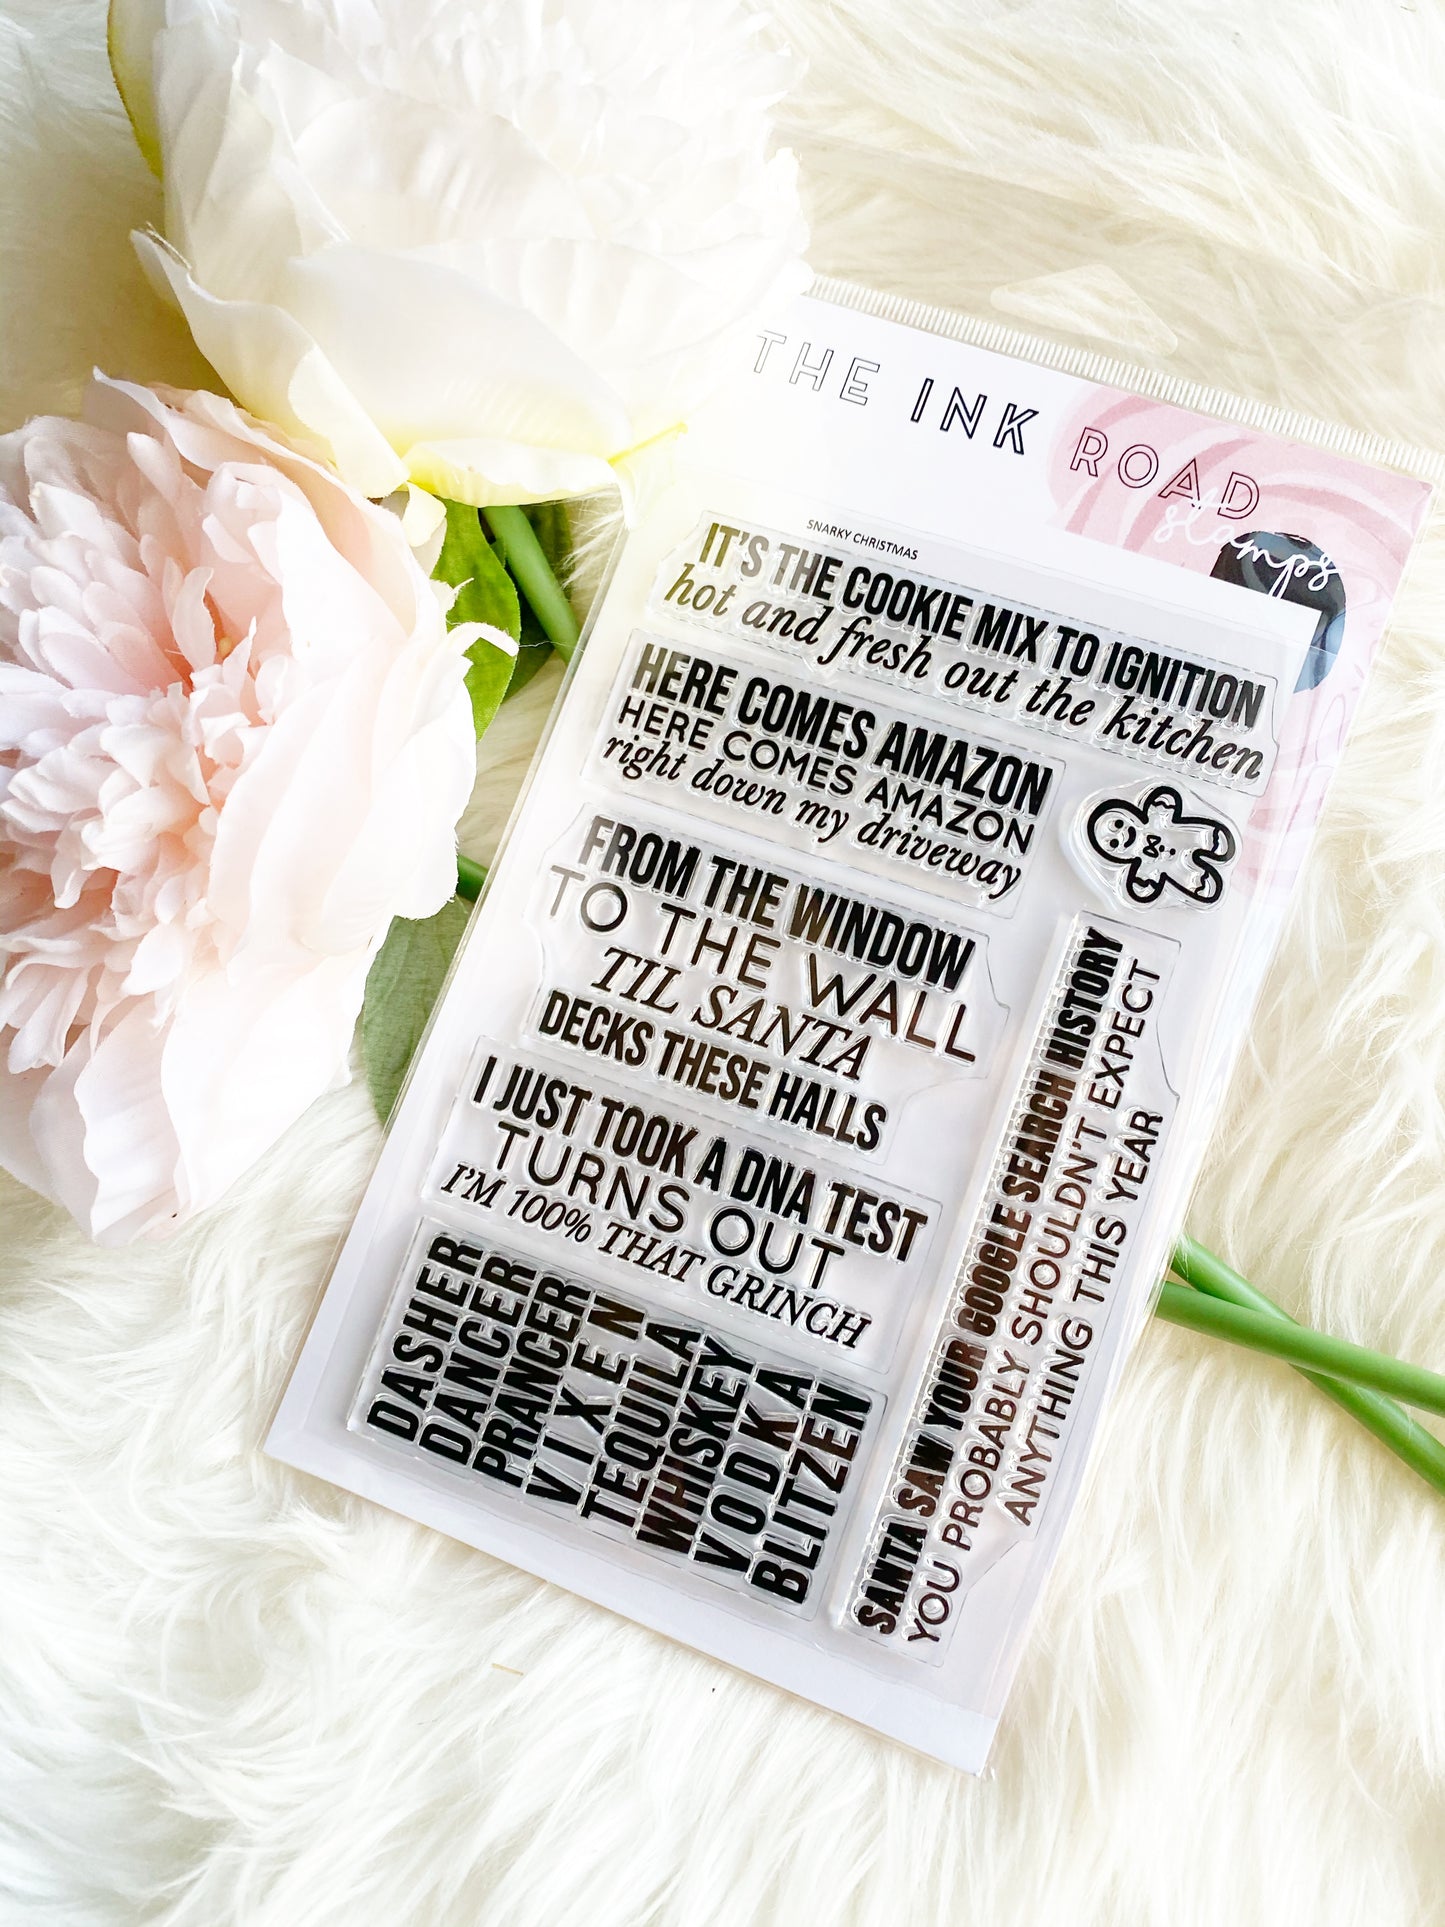 THE INK ROAD
stamps
SNARKY CHRISTMAS
IT'S THE COOKIE MIX TO IGNITION
hot and fresh out the kitchen
HERE COMES AMAZON
HERE COMES AMAZON
right down my driveway
FROM THE WINDOW
TO THE WALL
TIL SANTA
DECKS THESE HALLS
I JUST TOOK A DNA TEST
TURNS OUT
I'M 100% THAT GRINCH
DASHER
DANCER
PRANCER
VIXEN
TEQUILA
WHISKEY
VODKA
BLITZEN
SANTA SAW YOUR GOOGLE SEARCH HISTORY
YOU PROBABLY SHOULDN'T EXPECT
ANYTHING THIS YEAR